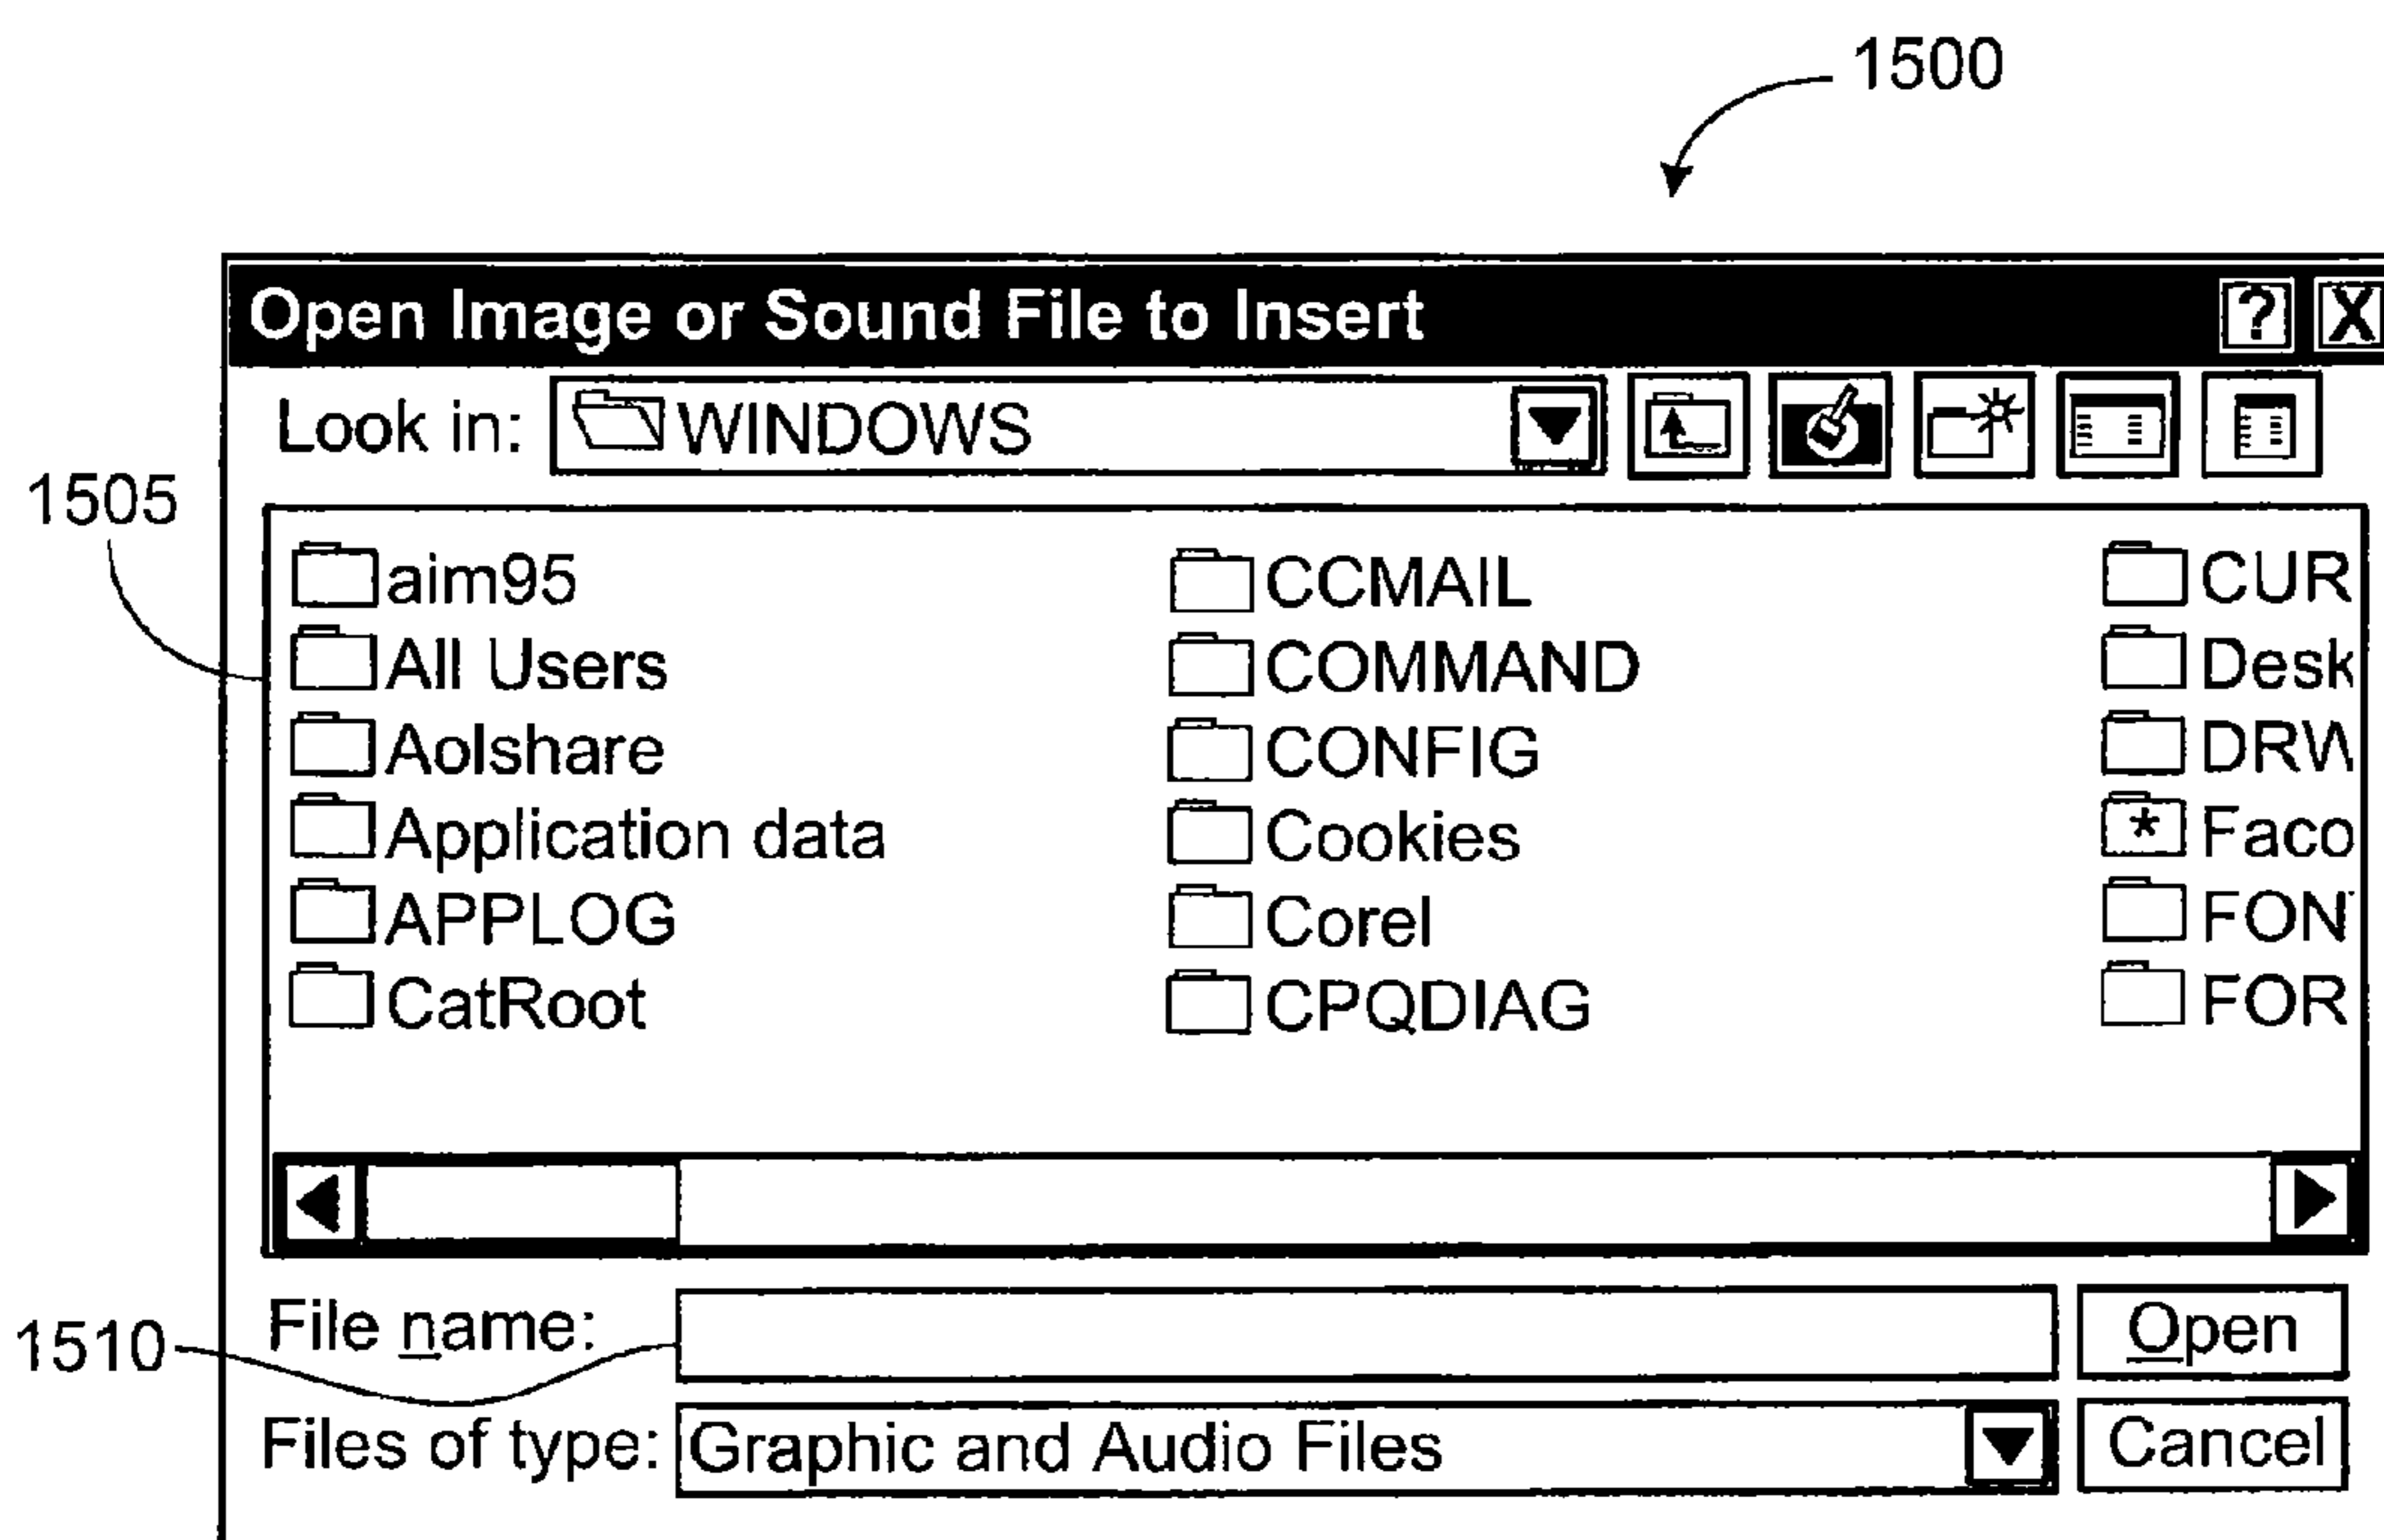 1500
Open Image or Sound File to Insert ? X
Look in: WINDOWS
1505
aim95 CCMAIL CUR
All Users COMMAND Desk
Aolshare CONFIG DRW
Application data Cookies * Faco
APPLOG Corel FON
CatRoot CPQDIAG FOR
1510 File name: Open
Files of type: Graphic and Audio Files Cancel